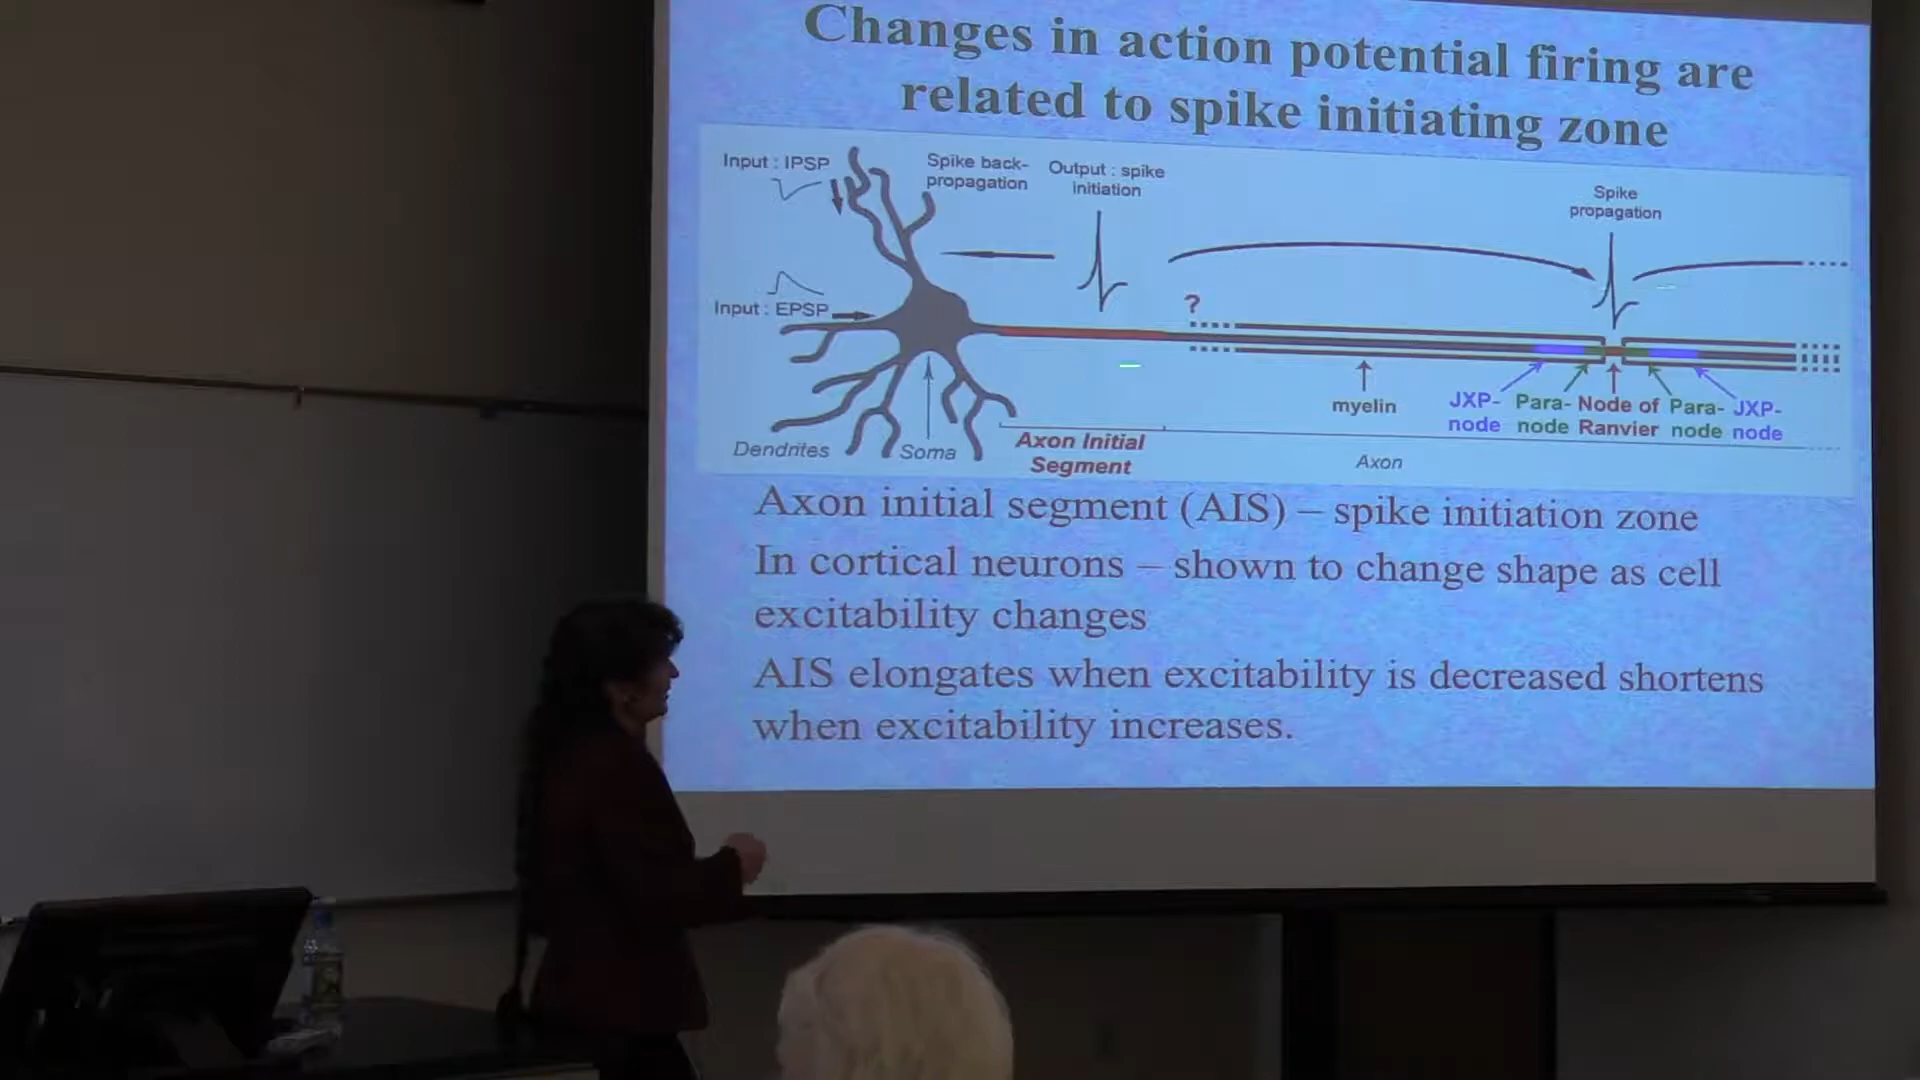 Changes in action potential firing are
related to spike initiating zone
Input : IPSP
Spike back-
propagation
Output : spike
initiation
Spike
propagation
Input : EPSP
?
myelin
JXP-
node
Para-
node
Node of
Ranvier
Para-
node
JXP-
node
Dendrites
Soma
Axon Initial
Segment
Axon
Axon initial segment (AIS) – spike initiation zone
In cortical neurons – shown to change shape as cell
excitability changes
AIS elongates when excitability is decreased shortens
when excitability increases.